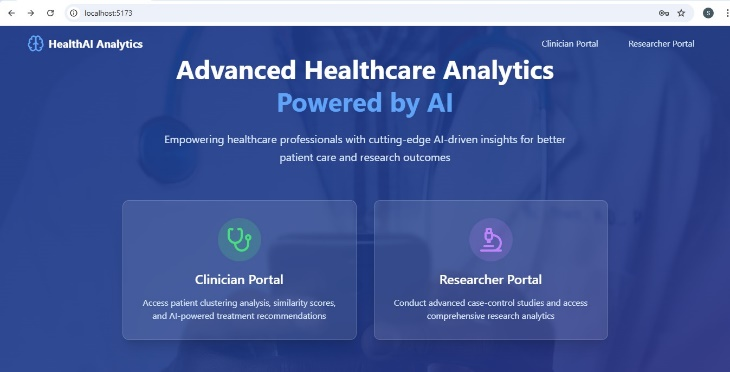 localhost:5173
S
HealthAI Analytics
Clinician Portal
Researcher Portal
Advanced Healthcare Analytics
Powered by AI
Empowering healthcare professionals with cutting-edge AI-driven insights for better
patient care and research outcomes
Clinician Portal
Access patient clustering analysis, similarity scores,
and AI-powered treatment recommendations
Researcher Portal
Conduct advanced case-control studies and access
comprehensive research analytics